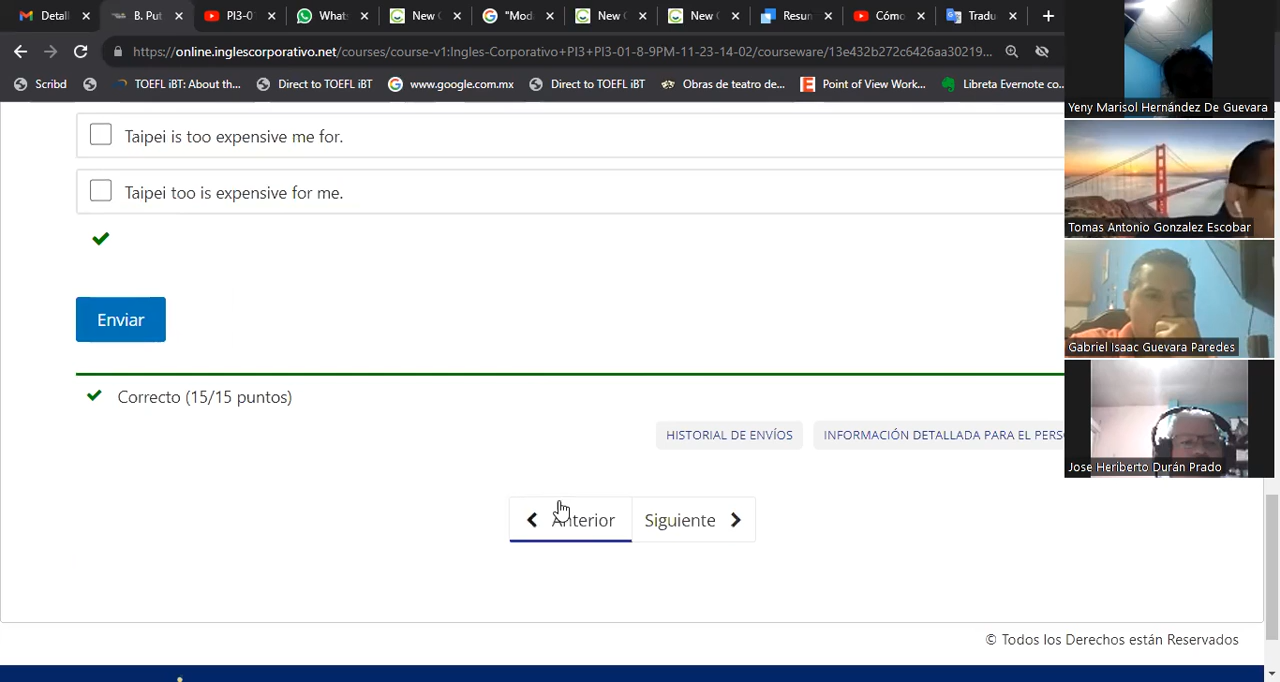 Detall
B. Put
PI3-0
Whats
New C
"Mod
New C
New C
Resun
Cómo
Tradu
https://online.inglescorporativo.net/courses/course-v1:Ingles-Corporativo+PI3+PI3-01-8-9PM-11-23-14-02/courseware/13e432b272c6426aa30219...
Scribd
TOEFL iBT: About th...
Direct to TOEFL iBT
www.google.com.mx
Direct to TOEFL iBT
Obras de teatro de...
Point of View Work...
Libreta Evernote co...
Taipei is too expensive me for.
Taipei too is expensive for me.
Enviar
Correcto (15/15 puntos)
HISTORIAL DE ENVÍOS
INFORMACIÓN DETALLADA PARA EL PERS
Anterior
Siguiente
© Todos los Derechos están Reservados
Yeny Marisol Hernández De Guevara
Tomas Antonio Gonzalez Escobar
Gabriel Isaac Guevara Paredes
Jose Heriberto Durán Prado